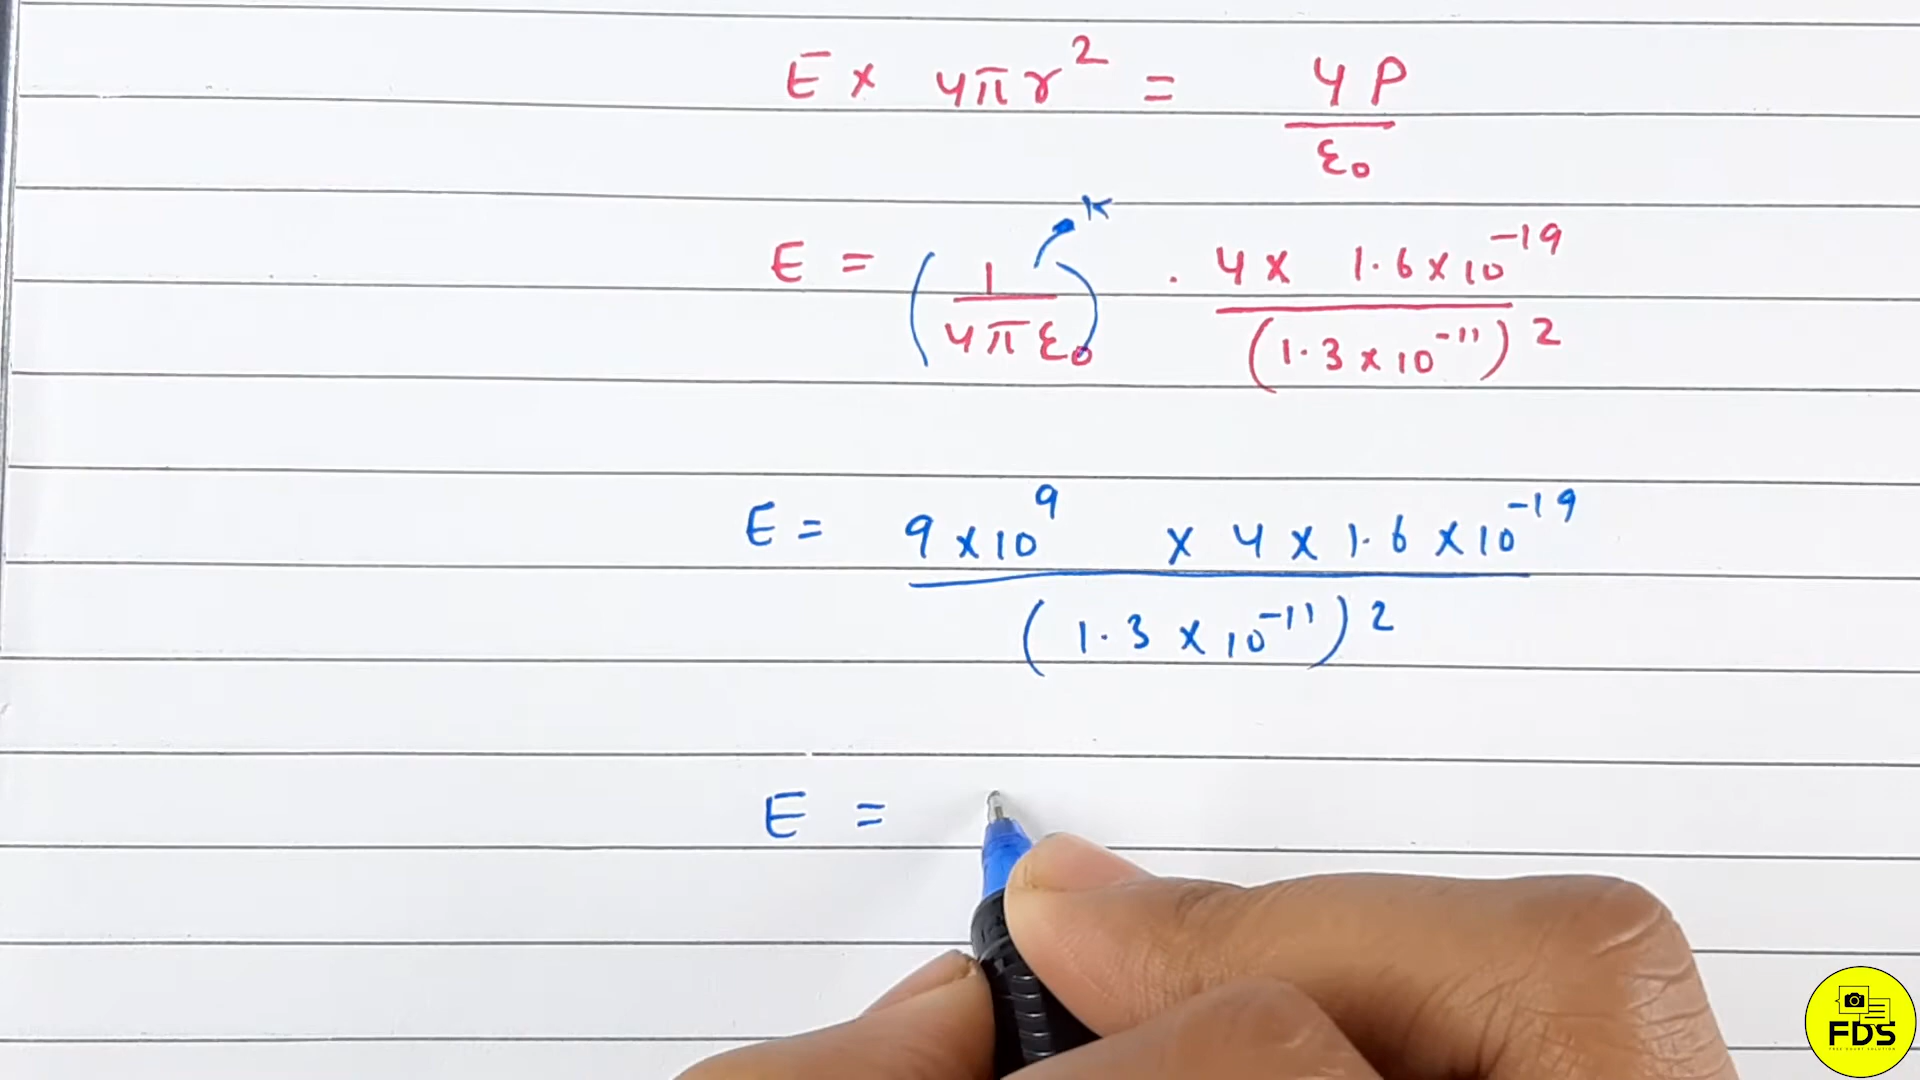 E × 4πr² = 4P / ε₀
E = (1 / 4πε₀) → K . 4 × 1.6 × 10⁻¹⁹ / (1.3 × 10⁻¹¹)²
E = 9 × 10⁹ × 4 × 1.6 × 10⁻¹⁹ / (1.3 × 10⁻¹¹)²
E =
FDS